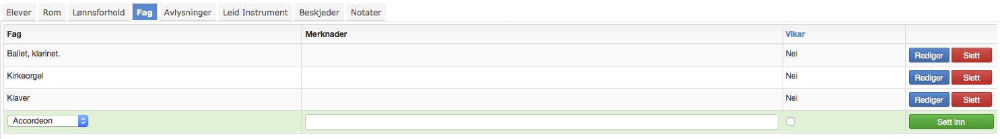 Elever Rom Lønnsforhold Fag Avlysninger Leid Instrument Beskjeder Notater
Fag Merknader Vikar
Ballet, klarinet. Nei Rediger Slett
Kirkeorgel Nei Rediger Slett
Klaver Nei Rediger Slett
Accordeon Sett inn